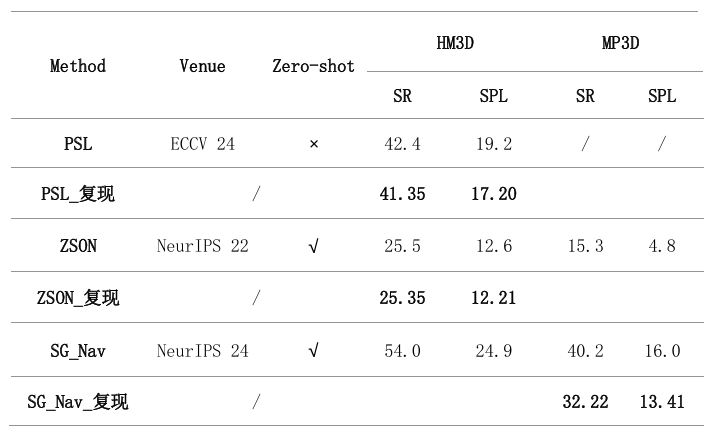 HM3D MP3D
Method Venue Zero-shot
SR SPL SR SPL
PSL ECCV 24 × 42.4 19.2 / /
PSL_复现 / 41.35 17.20
ZSON NeurIPS 22 √ 25.5 12.6 15.3 4.8
ZSON_复现 / 25.35 12.21
SG_Nav NeurIPS 24 √ 54.0 24.9 40.2 16.0
SG_Nav_复现 / 32.22 13.41